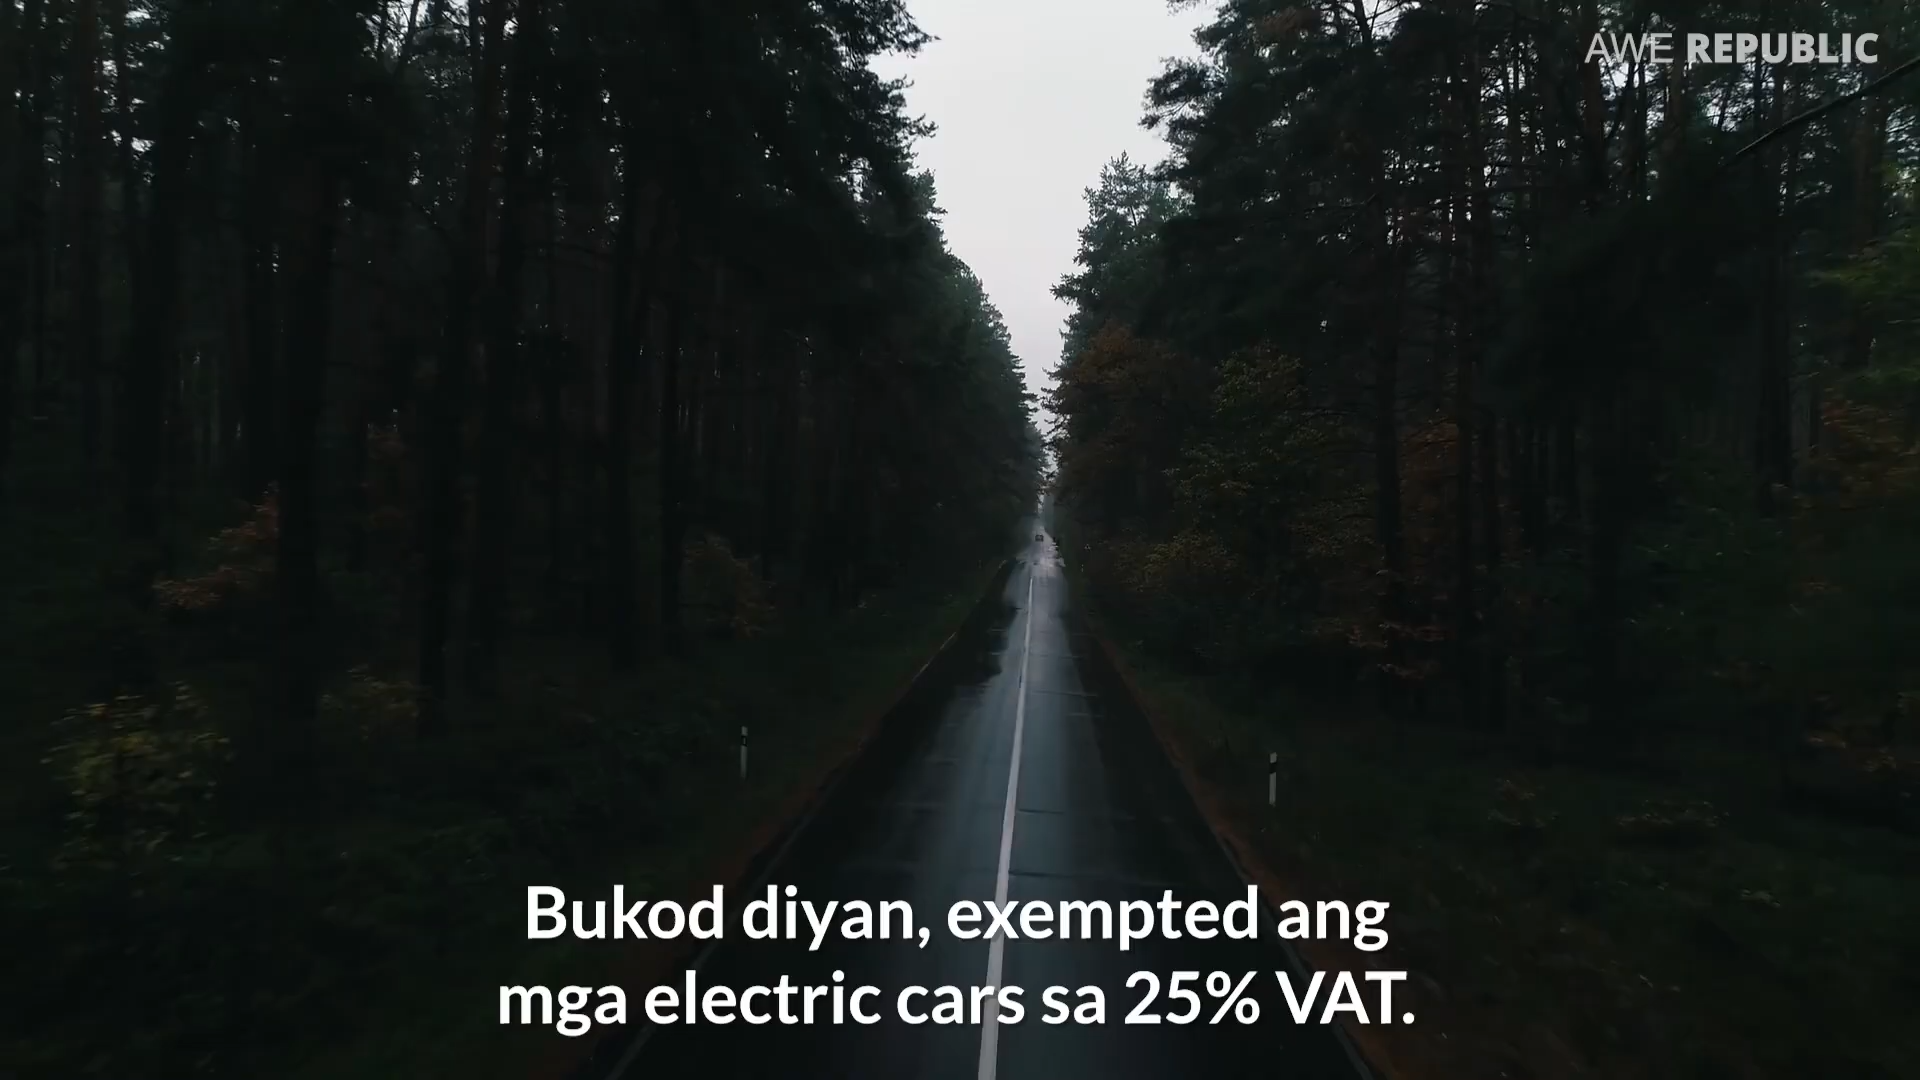 AWE REPUBLIC
Bukod diyan, exempted ang
mga electric cars sa 25% VAT.